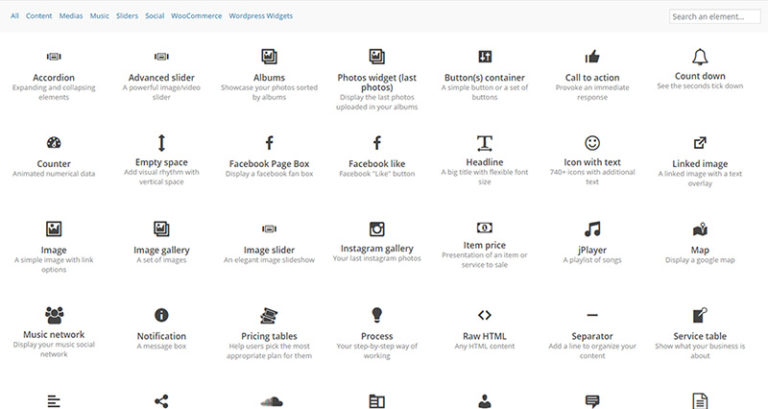 All Content Medias Music Sliders Social WooCommerce Wordpress Widgets
Search an element...
Accordion
Expanding and collapsing
elements
Advanced slider
A powerful image/video
slider
Albums
Showcase your photos sorted
by albums
Photos widget (last
photos)
Display the last photos
uploaded in your albums
Button(s) container
A simple button or a set of
buttons
Call to action
Provoke an immediate
response
Count down
See the seconds tick down
Counter
Animated numerical data
Empty space
Add visual rhythm with
vertical space
Facebook Page Box
Display a facebook fan box
Facebook like
Facebook "Like" button
Headline
A big title with flexible font
size
Icon with text
740+ icons with additional
text
Linked image
A linked image with a text
overlay
Image
A simple image with link
options
Image gallery
A set of images
Image slider
An elegant image slideshow
Instagram gallery
Your last instagram photos
Item price
Presentation of an item or
service to sale
jPlayer
A playlist of songs
Map
Display a google map
Music network
Display your music social
network
Notification
A message box
Pricing tables
Help users pick the most
appropriate plan for them
Process
Your step-by-step way of
working
Raw HTML
Any HTML content
Separator
Add a line to organize your
content
Service table
Show what your business is
about